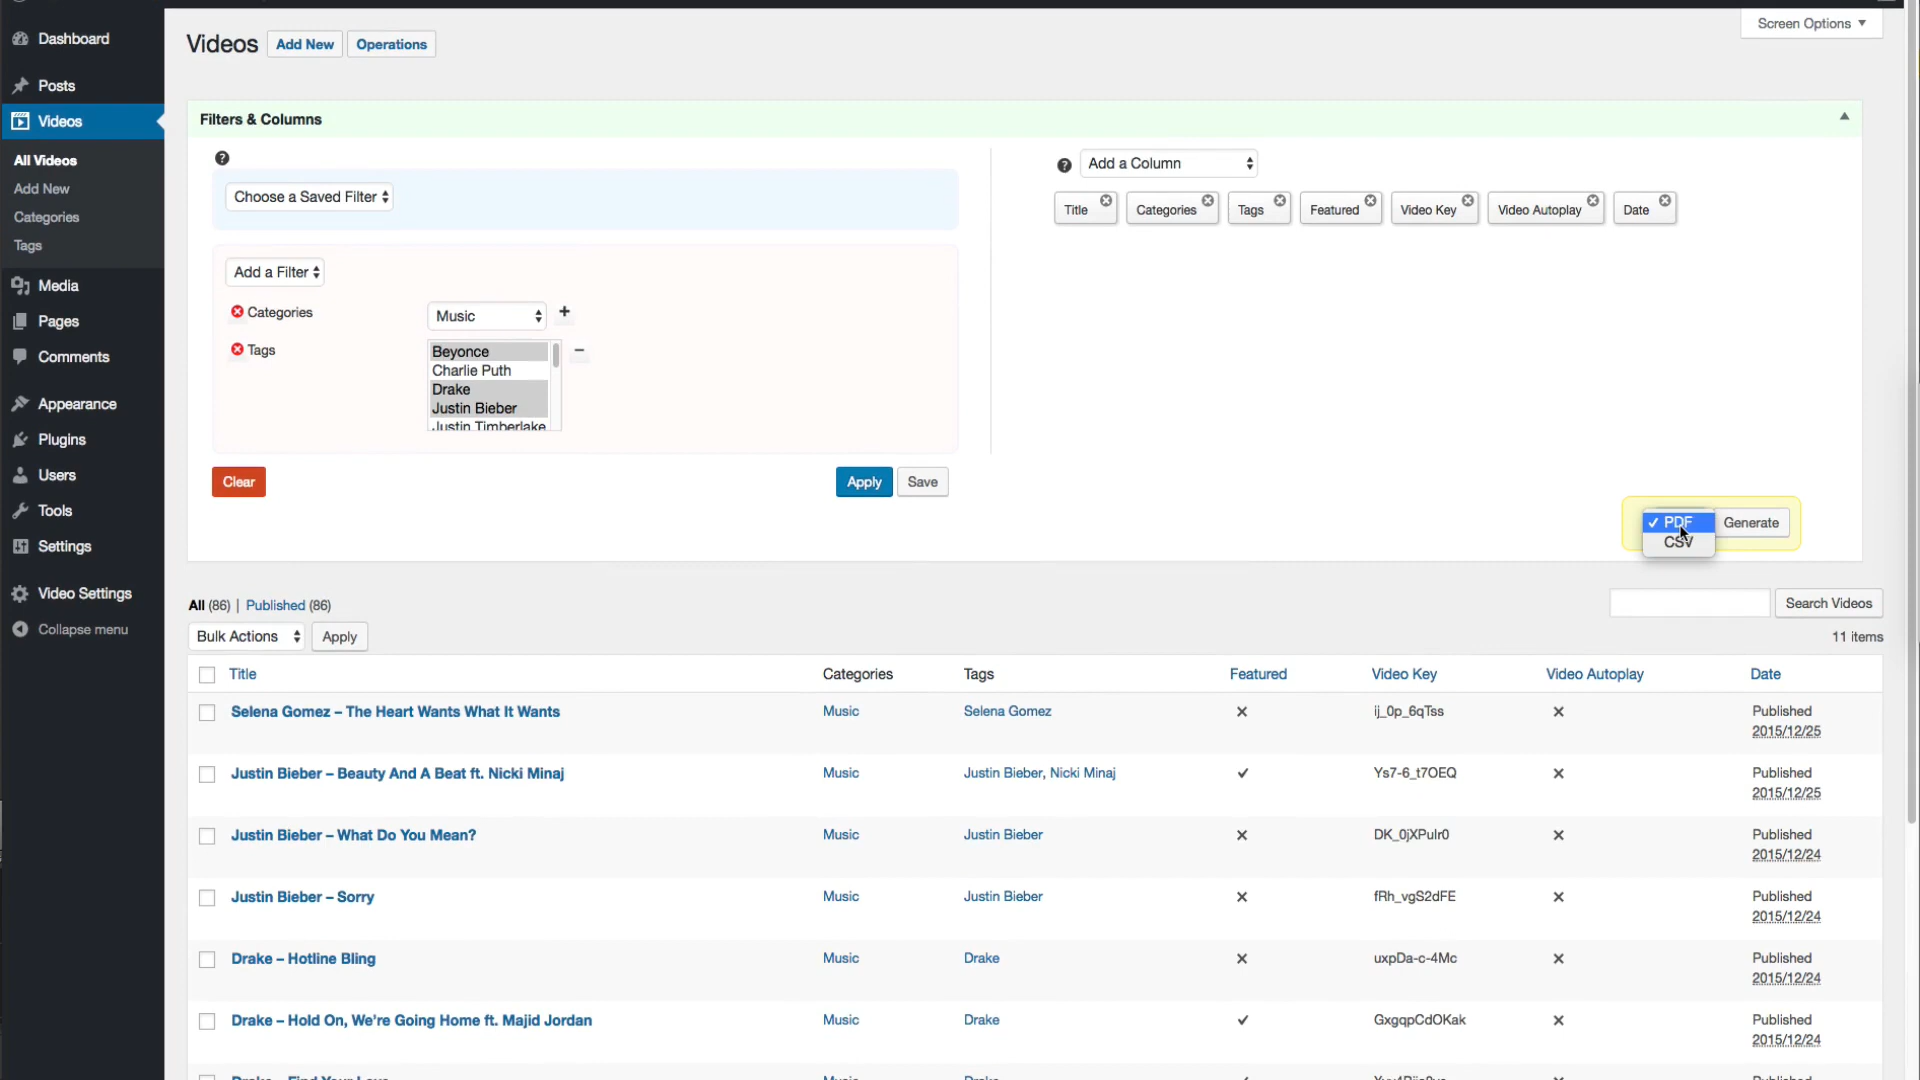 Screen Options
Dashboard
Videos Add New Operations
Posts
Videos
Filters & Columns
All Videos
Add New
Categories
Tags
Choose a Saved Filter
Add a Column
Title Categories Tags Featured Video Key Video Autoplay Date
Add a Filter
Media
Pages
Comments
Appearance
Plugins
Users
Tools
Settings
Video Settings
Collapse menu
Categories Music +
Tags
Beyonce
Charlie Puth
Drake
Justin Bieber
Justin Timberlake
Clear Apply Save
PDF Generate
CSV
All (86) | Published (86)
Search Videos
Bulk Actions Apply
11 items
Title Categories Tags Featured Video Key Video Autoplay Date
Selena Gomez – The Heart Wants What It Wants Music Selena Gomez ij_0p_6qTss Published
2015/12/25
Justin Bieber – Beauty And A Beat ft. Nicki Minaj Music Justin Bieber, Nicki Minaj Ys7-6_t7OEQ Published
2015/12/25
Justin Bieber – What Do You Mean? Music Justin Bieber DK_0jXPuIr0 Published
2015/12/24
Justin Bieber – Sorry Music Justin Bieber fRh_vgS2dFE Published
2015/12/24
Drake – Hotline Bling Music Drake uxpDa-c-4Mc Published
2015/12/24
Drake – Hold On, We're Going Home ft. Majid Jordan Music Drake GxgqpCdOKak Published
2015/12/24